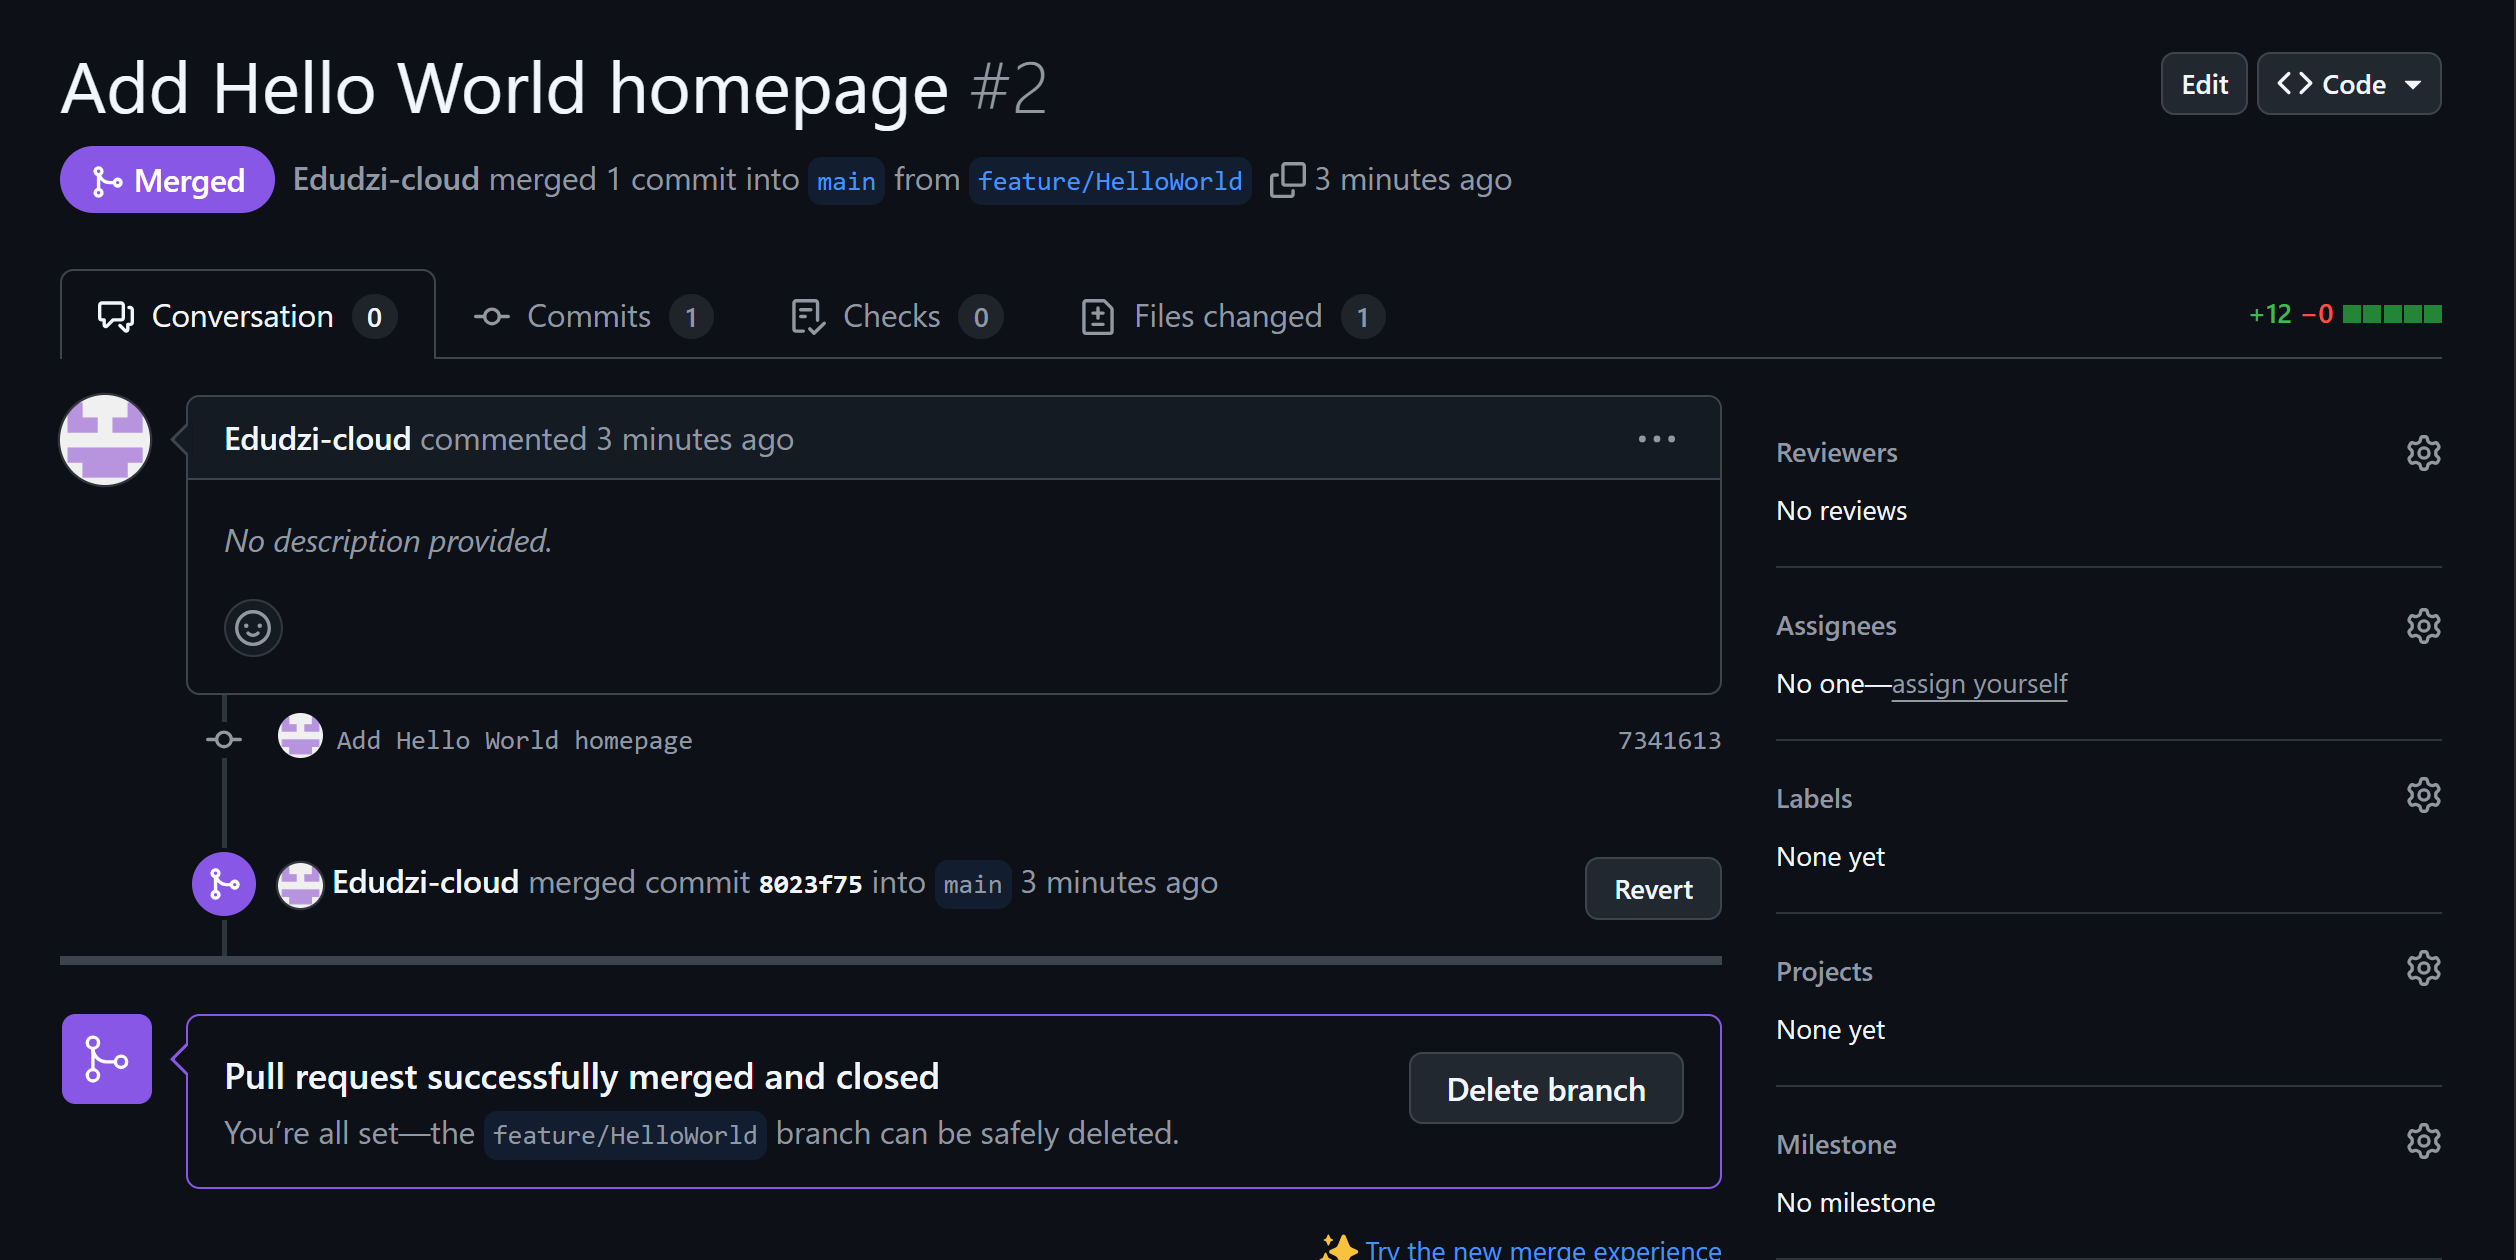 Add Hello World homepage #2
Edit
Code
Merged
Edudzi-cloud merged 1 commit into main from feature/HelloWorld 3 minutes ago
Conversation 0
Commits 1
Checks 0
Files changed 1
+12 −0
Edudzi-cloud commented 3 minutes ago
No description provided.
Add Hello World homepage
7341613
Edudzi-cloud merged commit 8023f75 into main 3 minutes ago
Revert
Pull request successfully merged and closed
You’re all set—the feature/HelloWorld branch can be safely deleted.
Delete branch
Try the new merge experience
Reviewers
No reviews
Assignees
No one—assign yourself
Labels
None yet
Projects
None yet
Milestone
No milestone